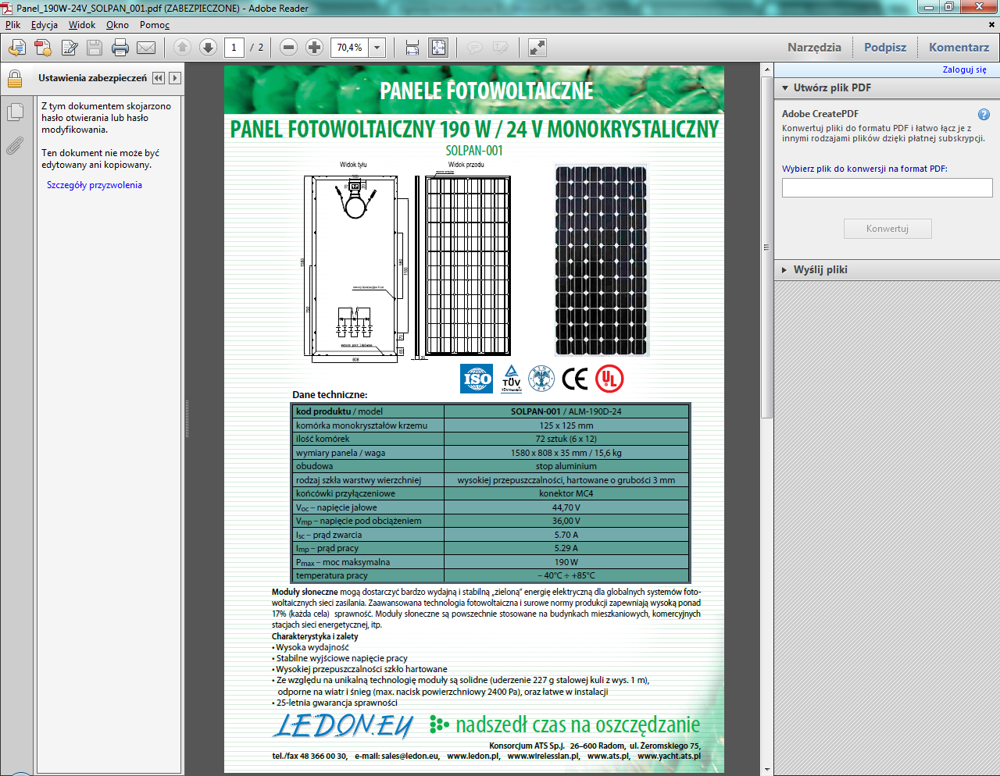 Panel_190W-24V_SOLPAN_001.pdf (ZABEZPIECZONE) - Adobe Reader
Plik Edycja Widok Okno Pomoc
1 / 2 70,4% Narzędzia Podpisz Komentarz
Zaloguj się
Ustawienia zabezpieczeń
Z tym dokumentem skojarzono
hasło otwierania lub hasło
modyfikowania.
Ten dokument nie może być
edytowany ani kopiowany.
Szczegóły przyzwolenia
PANELE FOTOWOLTAICZNE
PANEL FOTOWOLTAICZNY 190 W / 24 V MONOKRYSTALICZNY
SOLPAN-001
Widok tyłu Widok przodu
1580
808
ISO TÜV CE UL
Dane techniczne:
kod produktu / model SOLPAN-001 / ALM-190D-24
komórka monokryształów krzemu 125 x 125 mm
ilość komórek 72 sztuk (6 x 12)
wymiary panela / waga 1580 x 808 x 35 mm / 15,6 kg
obudowa stop aluminium
rodzaj szkła warstwy wierzchniej wysokiej przepuszczalności, hartowane o grubości 3 mm
końcówki przyłączeniowe konektor MC4
Voc – napięcie jałowe 44,70 V
Vmp – napięcie pod obciążeniem 36,00 V
Isc – prąd zwarcia 5.70 A
Imp – prąd pracy 5.29 A
Pmax – moc maksymalna 190 W
temperatura pracy – 40°C ÷ +85°C
Moduły słoneczne mogą dostarczyć bardzo wydajną i stabilną „zieloną” energię elektryczną dla globalnych systemów foto-
woltaicznych sieci zasilania. Zaawansowana technologia fotowoltaiczna i surowe normy produkcji zapewniają wysoką ponad
17% (każda cela) sprawność. Moduły słoneczne są powszechnie stosowane na budynkach mieszkaniowych, komercyjnych
stacjach sieci energetycznej, itp.
Charakterystyka i zalety
• Wysoka wydajność
• Stabilne wyjściowe napięcie pracy
• Wysokiej przepuszczalności szkło hartowane
• Ze względu na unikalną technologię moduły są solidne (uderzenie 227 g stalowej kuli z wys. 1 m),
odporne na wiatr i śnieg (max. nacisk powierzchniowy 2400 Pa), oraz łatwe w instalacji
• 25-letnia gwarancja sprawności
LEDON.EU nadszedł czas na oszczędzanie
Konsorcjum ATS Sp.j. 26–600 Radom, ul. Żeromskiego 75,
tel./fax 48 366 00 30, e-mail: sales@ledon.eu, www.ledon.pl, www.wirelesslan.pl, www.ats.pl, www.yacht.ats.pl
Utwórz plik PDF
Adobe CreatePDF
Konwertuj pliki do formatu PDF i łatwo łącz je z
innymi rodzajami plików dzięki płatnej subskrypcji.
Wybierz plik do konwersji na format PDF:
Konwertuj
Wyślij pliki